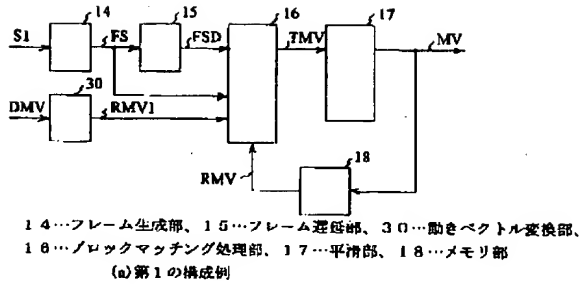 14 15 16 17
S1 FS FSD TMV MV
30
DMV RMV1
18
RMV
14…フレーム生成部、15…フレーム遅延部、30…動きベクトル変換部、
16…ブロックマッチング処理部、17…平滑部、18…メモリ部
(a)第1の構成例